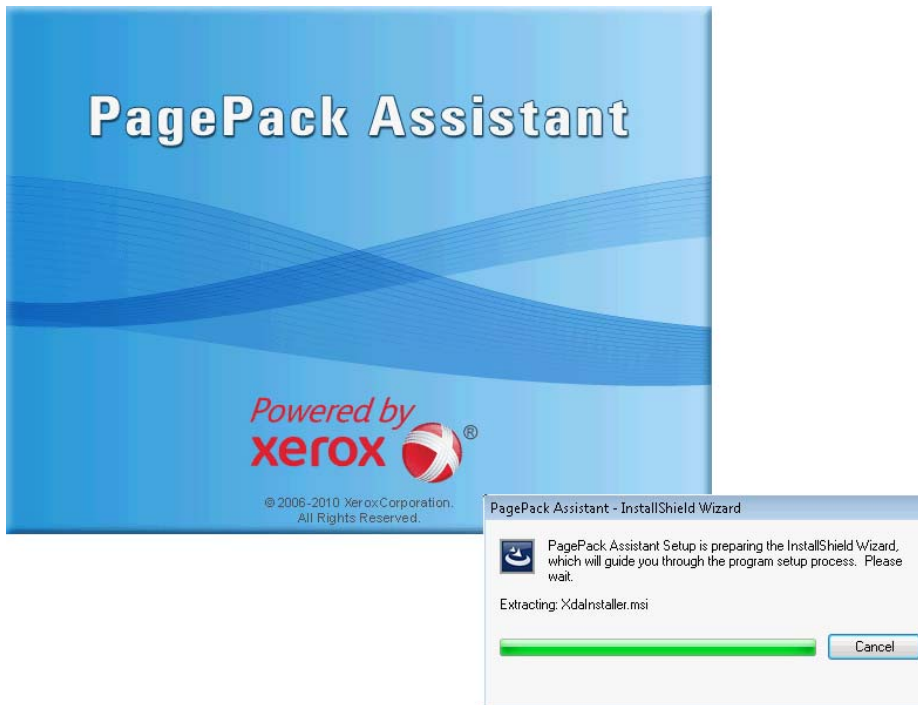 PagePack Assistant
Powered by
xerox ®
© 2006-2010 Xerox Corporation.
All Rights Reserved.
PagePack Assistant - InstallShield Wizard
PagePack Assistant Setup is preparing the InstallShield Wizard,
which will guide you through the program setup process. Please
wait.
Extracting: XdaInstaller.msi
Cancel